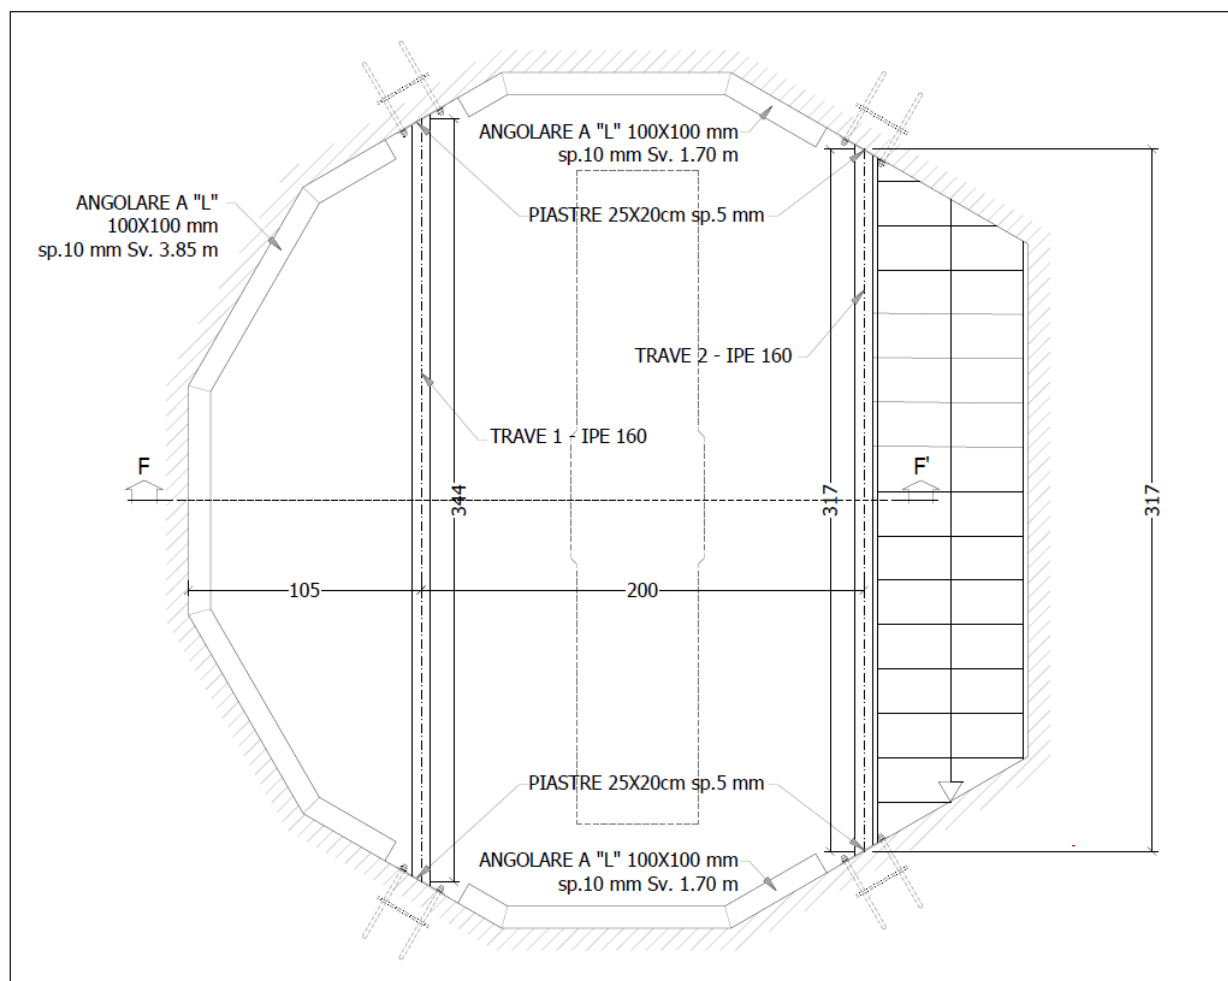 ANGOLARE A "L" 100X100 mm
sp.10 mm Sv. 1.70 m
ANGOLARE A "L"
100X100 mm
sp.10 mm Sv. 3.85 m
PIASTRE 25X20cm sp.5 mm
TRAVE 2 - IPE 160
TRAVE 1 - IPE 160
F
F'
344
317
317
105
200
PIASTRE 25X20cm sp.5 mm
ANGOLARE A "L" 100X100 mm
sp.10 mm Sv. 1.70 m